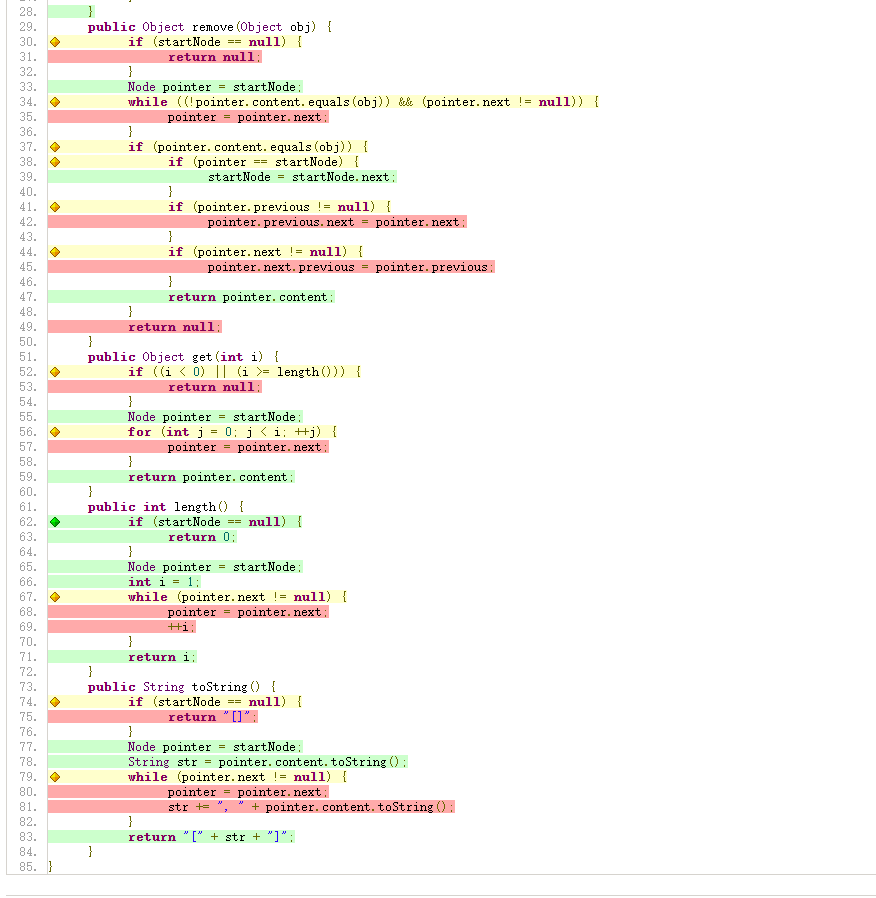 28. }
29. public Object remove(Object obj) {
30. if (startNode == null) {
31. return null;
32. }
33. Node pointer = startNode;
34. while ((!pointer.content.equals(obj)) && (pointer.next != null)) {
35. pointer = pointer.next;
36. }
37. if (pointer.content.equals(obj)) {
38. if (pointer == startNode) {
39. startNode = startNode.next;
40. }
41. if (pointer.previous != null) {
42. pointer.previous.next = pointer.next;
43. }
44. if (pointer.next != null) {
45. pointer.next.previous = pointer.previous;
46. }
47. return pointer.content;
48. }
49. return null;
50. }
51. public Object get(int i) {
52. if ((i < 0) || (i >= length())) {
53. return null;
54. }
55. Node pointer = startNode;
56. for (int j = 0; j < i; ++j) {
57. pointer = pointer.next;
58. }
59. return pointer.content;
60. }
61. public int length() {
62. if (startNode == null) {
63. return 0;
64. }
65. Node pointer = startNode;
66. int i = 1;
67. while (pointer.next != null) {
68. pointer = pointer.next;
69. ++i;
70. }
71. return i;
72. }
73. public String toString() {
74. if (startNode == null) {
75. return "[]";
76. }
77. Node pointer = startNode;
78. String str = pointer.content.toString();
79. while (pointer.next != null) {
80. pointer = pointer.next;
81. str += ", " + pointer.content.toString();
82. }
83. return "[" + str + "]";
84. }
85. }